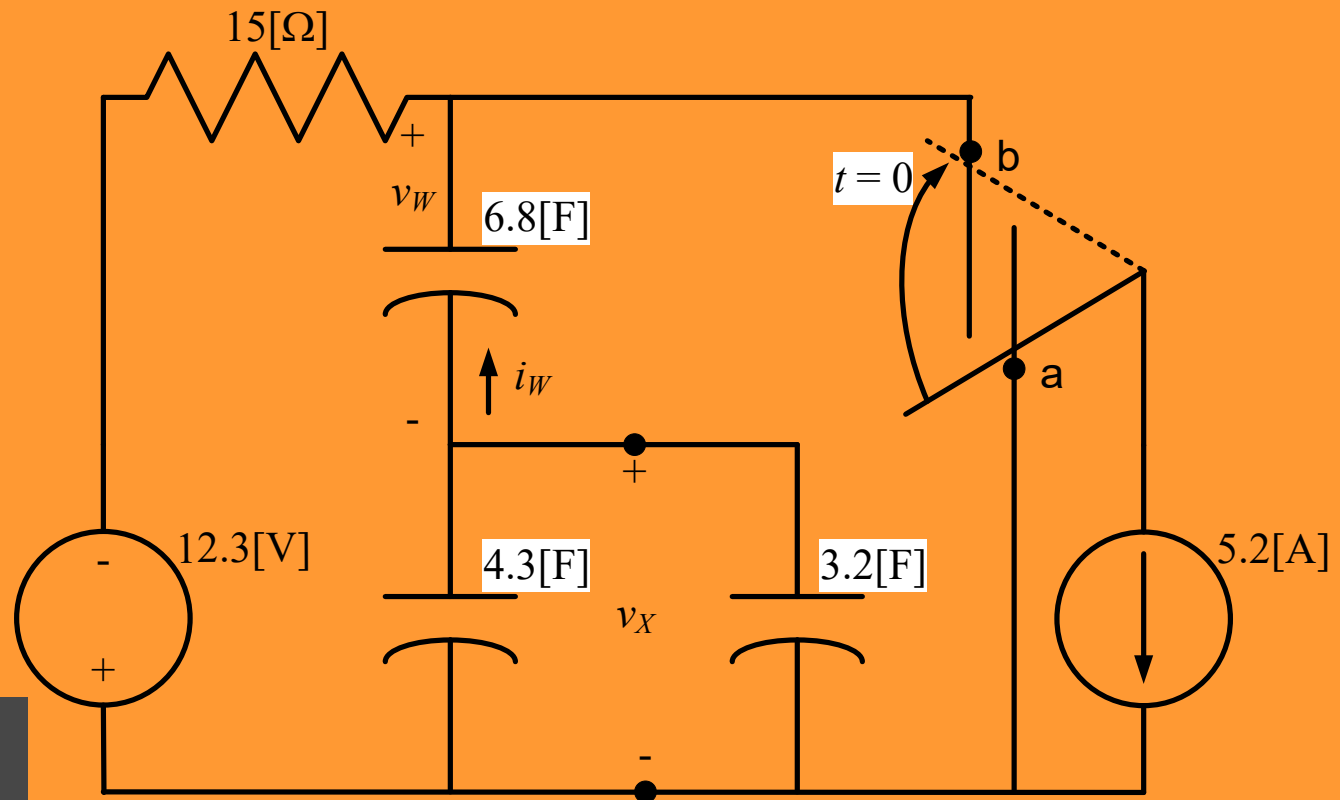 15[Ω]
+
b
t = 0
v_W
6.8[F]
a
i_W
-
+
-
12.3[V]
4.3[F]
3.2[F]
5.2[A]
v_X
+
-